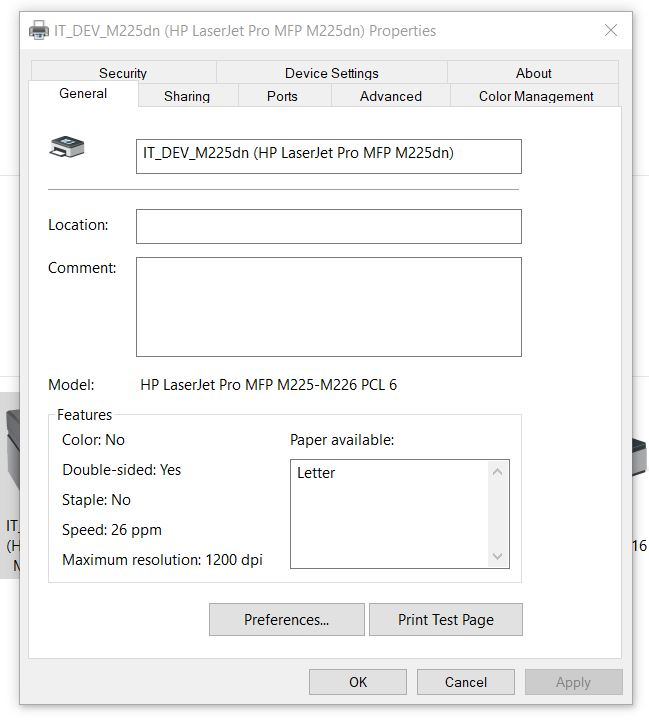 IT_DEV_M225dn (HP LaserJet Pro MFP M225dn) Properties
Security Device Settings About
General Sharing Ports Advanced Color Management
IT_DEV_M225dn (HP LaserJet Pro MFP M225dn)
Location:
Comment:
Model: HP LaserJet Pro MFP M225-M226 PCL 6
Features
Color: No Paper available:
Double-sided: Yes Letter
Staple: No
Speed: 26 ppm
Maximum resolution: 1200 dpi
IT_
(H
M
16
Preferences... Print Test Page
OK Cancel Apply